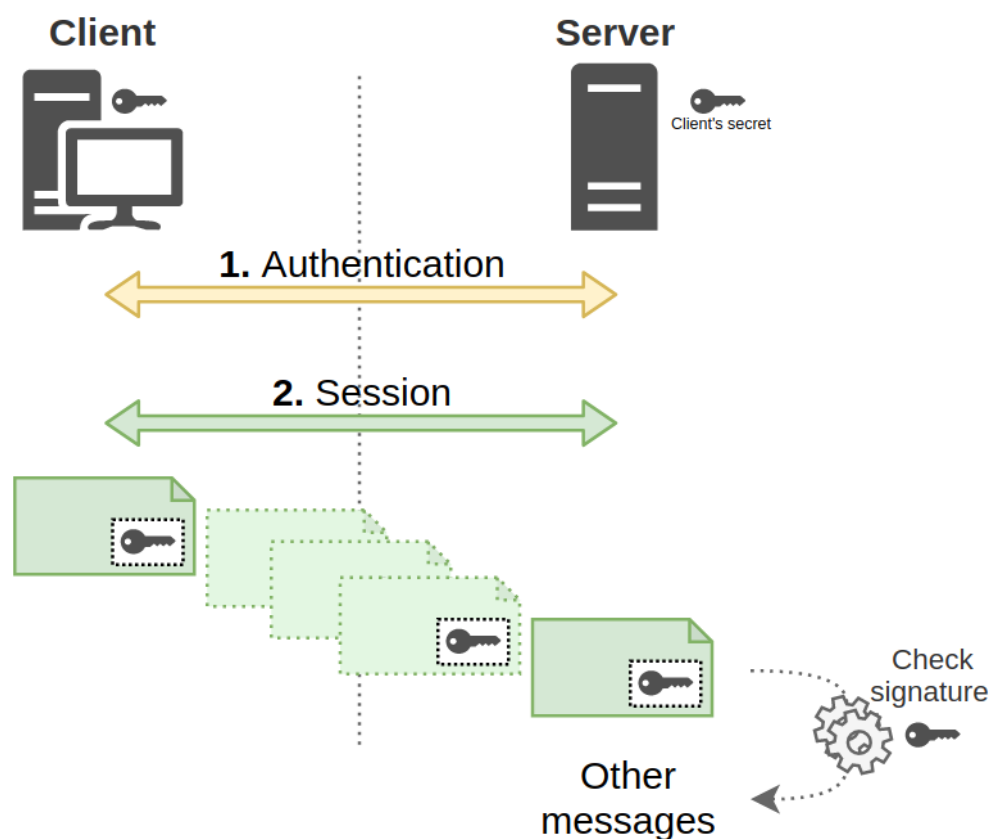 Client
Server
Client's secret
1. Authentication
2. Session
Check
signature
Other
messages